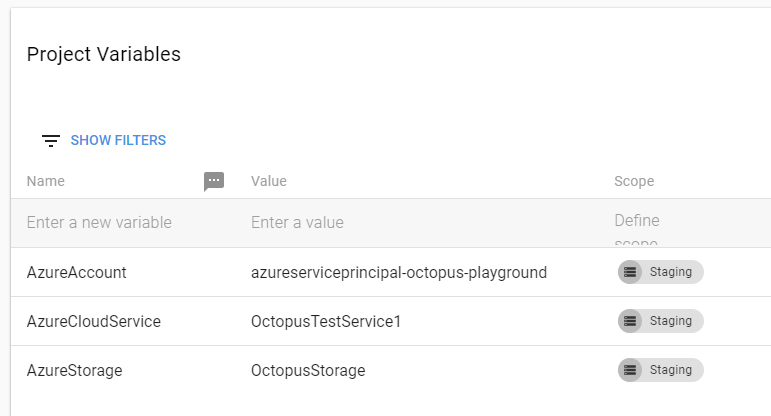 Project Variables
SHOW FILTERS
Name Value Scope
Enter a new variable Enter a value Define
scope
AzureAccount azureserviceprincipal-octopus-playground Staging
AzureCloudService OctopusTestService1 Staging
AzureStorage OctopusStorage Staging